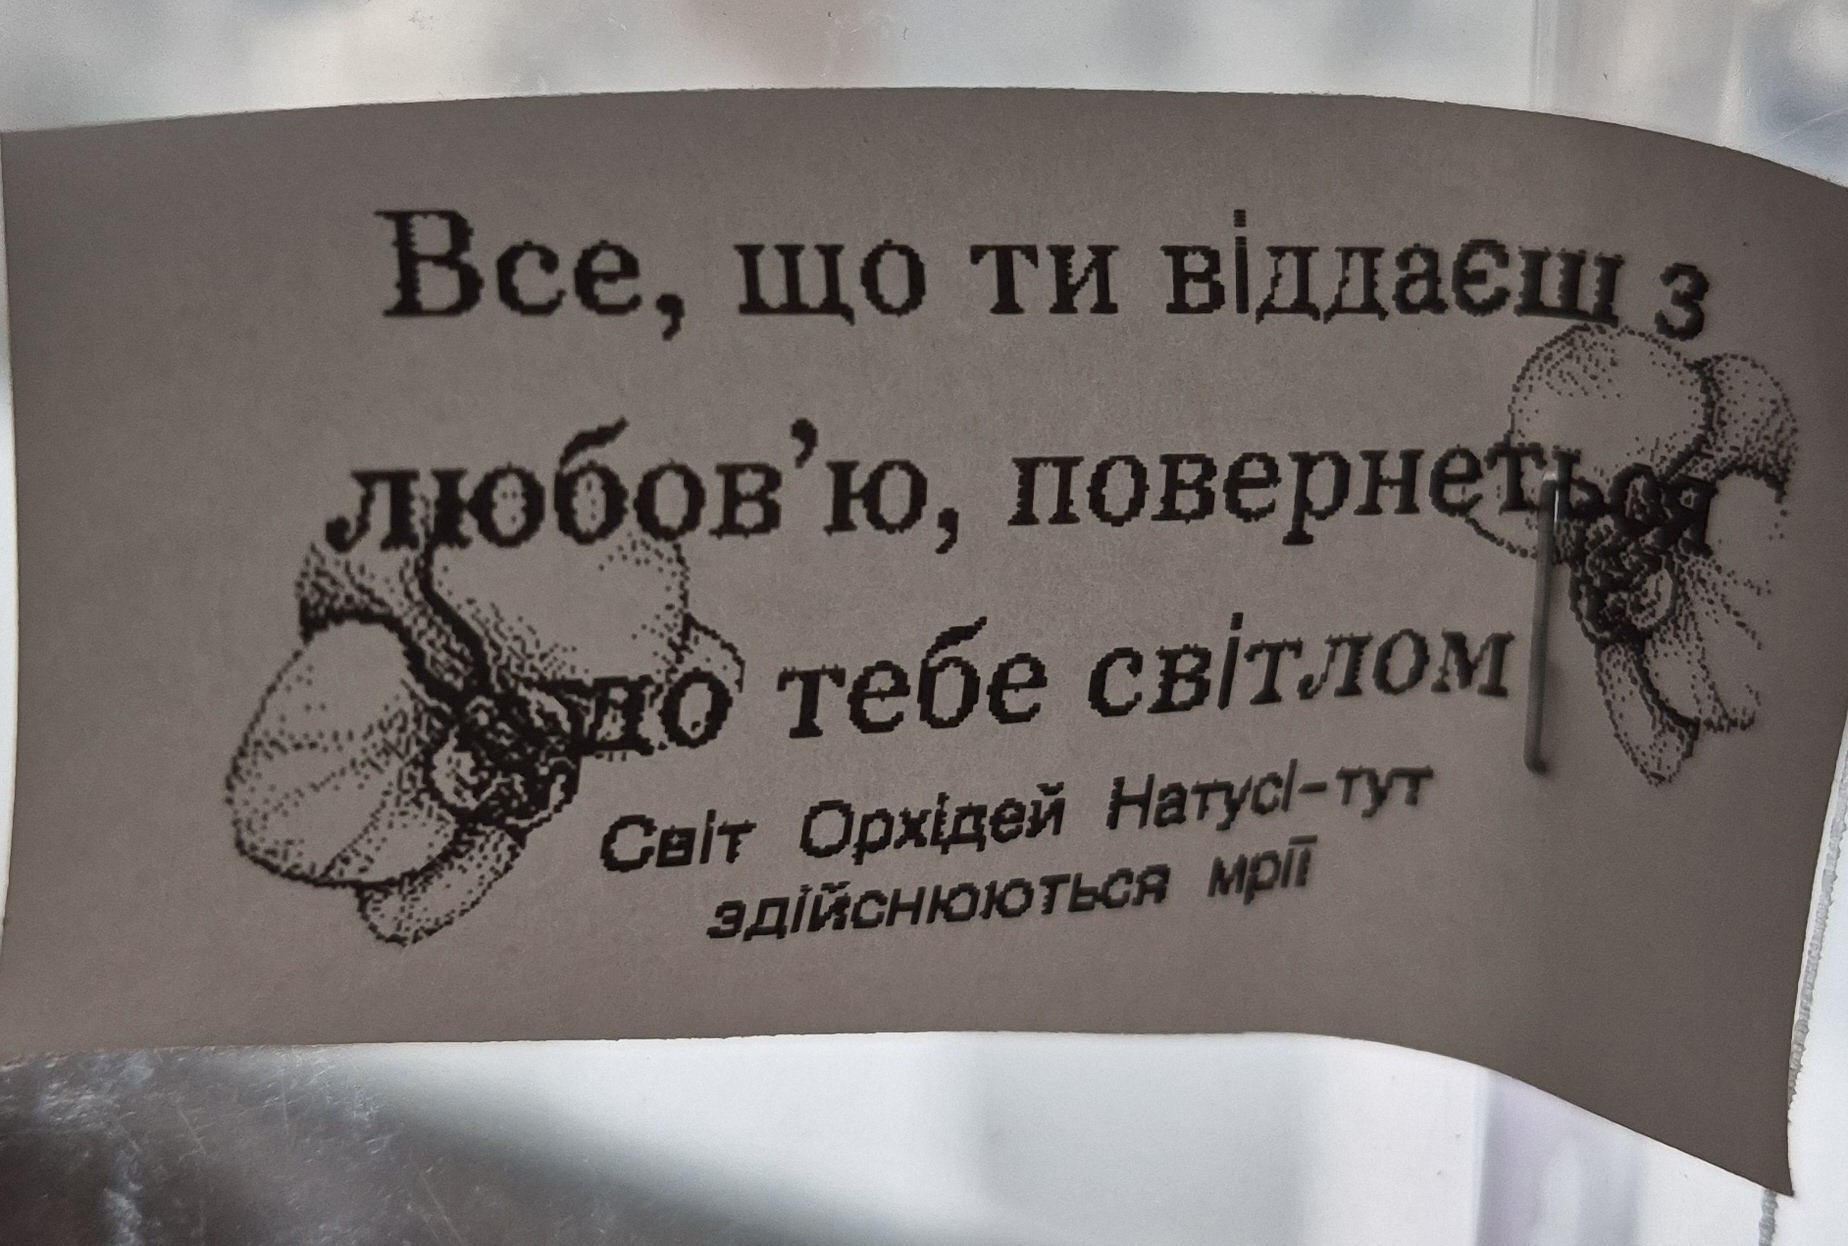 Все, що ти віддаєш з
любов’ю, повернеться
до тебе світлом
Світ Орхідей Натусі-тут
здійснюються мрії